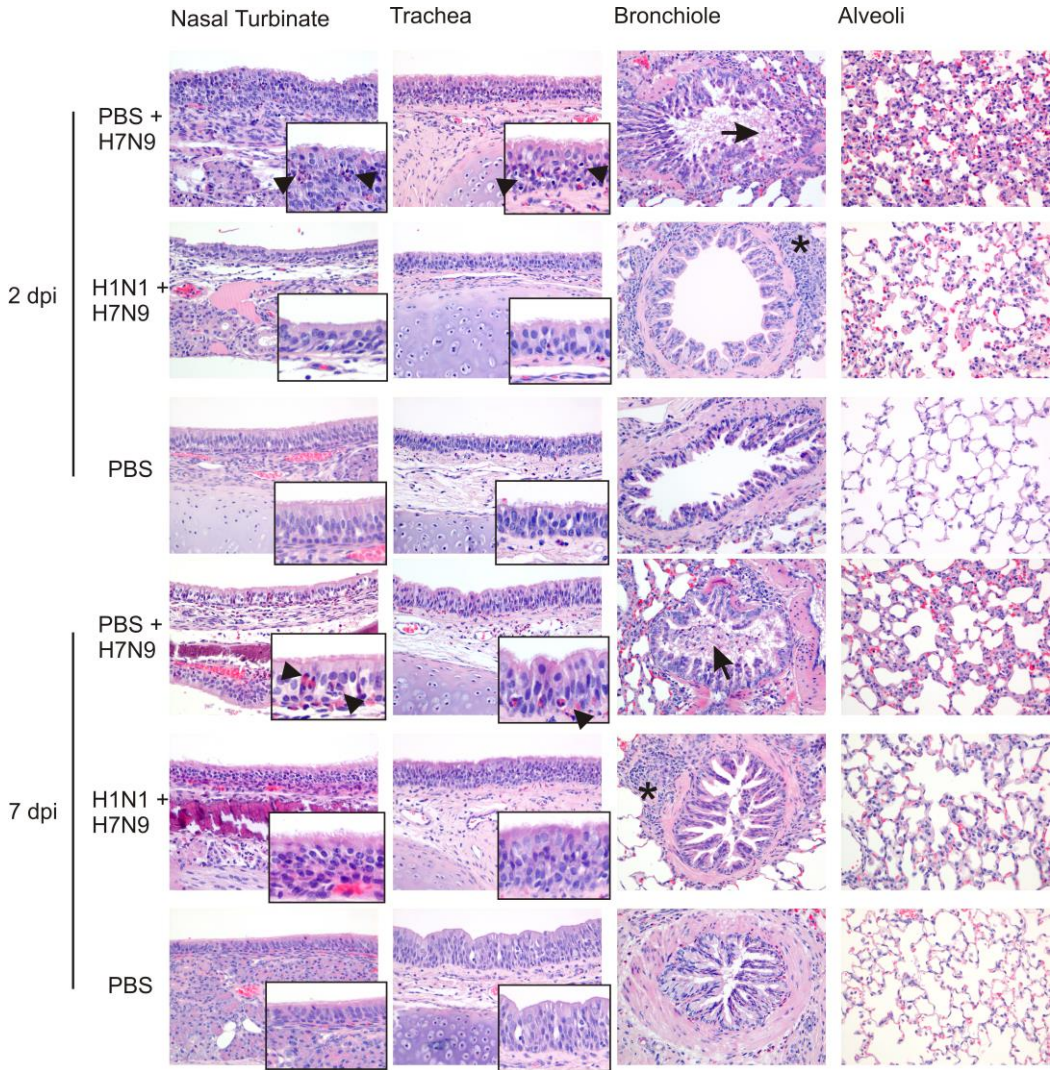 Nasal Turbinate
Trachea
Bronchiole
Alveoli
2 dpi
PBS +
H7N9
H1N1 +
H7N9
*
PBS
7 dpi
PBS +
H7N9
H1N1 +
H7N9
*
PBS